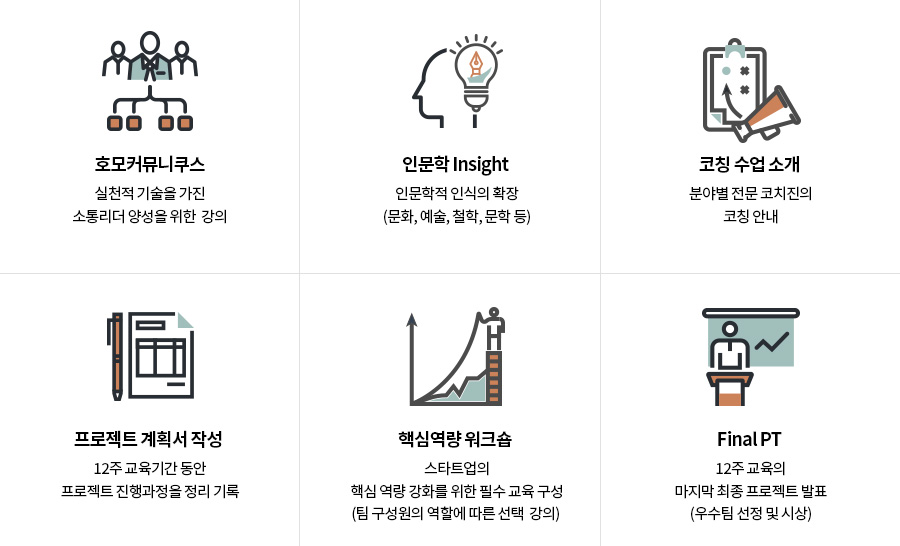 호모커뮤니쿠스
실천적 기술을 가진
소통리더 양성을 위한 강의
인문학 Insight
인문학적 인식의 확장
(문화, 예술, 철학, 문학 등)
코칭 수업 소개
분야별 전문 코치진의
코칭 안내
프로젝트 계획서 작성
12주 교육기간 동안
프로젝트 진행과정을 정리 기록
핵심역량 워크숍
스타트업의
핵심 역량 강화를 위한 필수 교육 구성
(팀 구성원의 역할에 따른 선택 강의)
Final PT
12주 교육의
마지막 최종 프로젝트 발표
(우수팀 선정 및 시상)